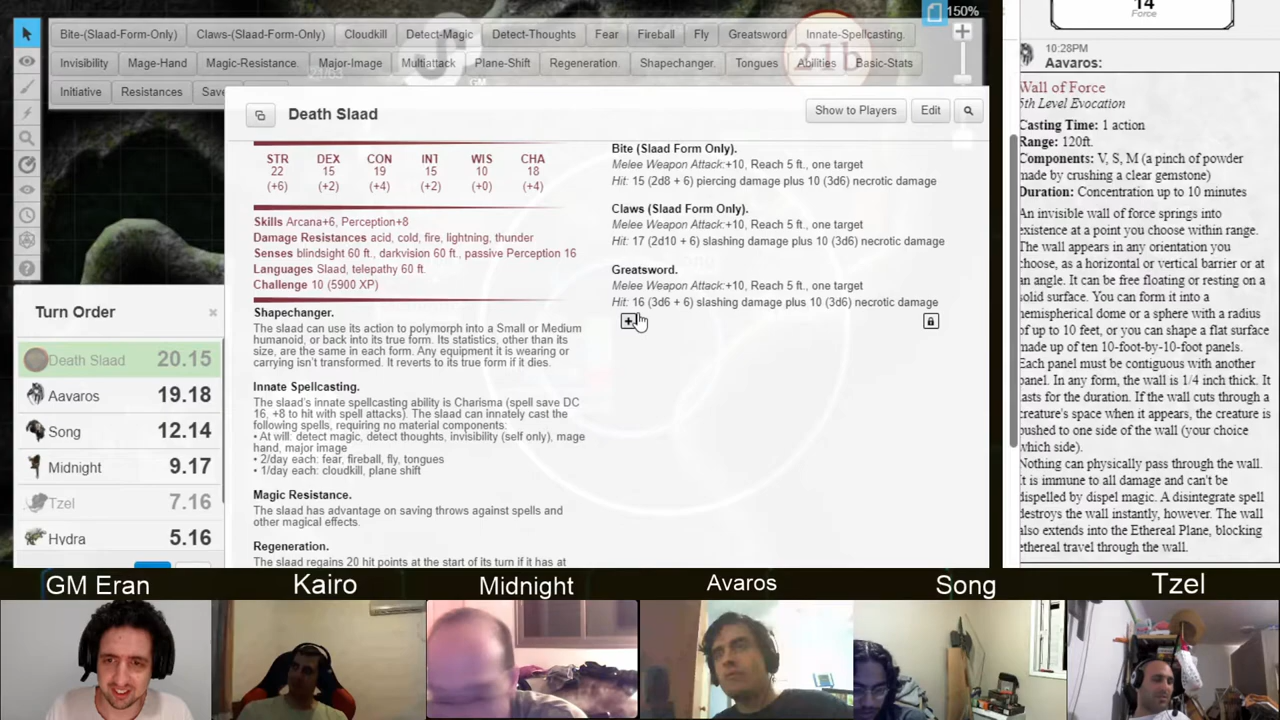 150%
Bite-(Slaad-Form-Only) Claws-(Slaad-Form-Only) Cloudkill Detect-Magic Detect-Thoughts Fear Fireball Fly Greatsword Innate-Spellcasting.
Invisibility Mage-Hand Magic-Resistance. Major-Image Multiattack Plane-Shift Regeneration. Shapechanger. Tongues Abilities Basic-Stats
Initiative Resistances Save
GM
21b
Death Slaad
Show to Players Edit
STR DEX CON INT WIS CHA
22 15 19 15 10 18
(+6) (+2) (+4) (+2) (+0) (+4)
Skills Arcana+6, Perception+8
Damage Resistances acid, cold, fire, lightning, thunder
Senses blindsight 60 ft., darkvision 60 ft., passive Perception 16
Languages Slaad, telepathy 60 ft.
Challenge 10 (5900 XP)
Shapechanger.
The slaad can use its action to polymorph into a Small or Medium
humanoid, or back into its true form. Its statistics, other than its
size, are the same in each form. Any equipment it is wearing or
carrying isn't transformed. It reverts to its true form if it dies.
Innate Spellcasting.
The slaad's innate spellcasting ability is Charisma (spell save DC
16, +8 to hit with spell attacks). The slaad can innately cast the
following spells, requiring no material components:
• At will: detect magic, detect thoughts, invisibility (self only), mage
hand, major image
• 2/day each: fear, fireball, fly, tongues
• 1/day each: cloudkill, plane shift
Magic Resistance.
The slaad has advantage on saving throws against spells and
other magical effects.
Regeneration.
The slaad regains 20 hit points at the start of its turn if it has at
Bite (Slaad Form Only).
Melee Weapon Attack:+10, Reach 5 ft., one target
Hit: 15 (2d8 + 6) piercing damage plus 10 (3d6) necrotic damage
Claws (Slaad Form Only).
Melee Weapon Attack:+10, Reach 5 ft., one target
Hit: 17 (2d10 + 6) slashing damage plus 10 (3d6) necrotic damage
Greatsword.
Melee Weapon Attack:+10, Reach 5 ft., one target
Hit: 16 (3d6 + 6) slashing damage plus 10 (3d6) necrotic damage
Turn Order
Death Slaad 20.15
Aavaros 19.18
Song 12.14
Midnight 9.17
Tzel 7.16
Hydra 5.16
14
Force
10:28PM
Aavaros:
Wall of Force
5th Level Evocation
Casting Time: 1 action
Range: 120ft.
Components: V, S, M (a pinch of powder
made by crushing a clear gemstone)
Duration: Concentration up to 10 minutes
An invisible wall of force springs into
existence at a point you choose within range.
The wall appears in any orientation you
choose, as a horizontal or vertical barrier or at
an angle. It can be free floating or resting on a
solid surface. You can form it into a
hemispherical dome or a sphere with a radius
of up to 10 feet, or you can shape a flat surface
made up of ten 10-foot-by-10-foot panels.
Each panel must be contiguous with another
panel. In any form, the wall is 1/4 inch thick. It
lasts for the duration. If the wall cuts through a
creature's space when it appears, the creature is
pushed to one side of the wall (your choice
which side).
Nothing can physically pass through the wall.
It is immune to all damage and can't be
dispelled by dispel magic. A disintegrate spell
destroys the wall instantly, however. The wall
also extends into the Ethereal Plane, blocking
ethereal travel through the wall.
GM Eran Kairo Midnight Avaros Song Tzel